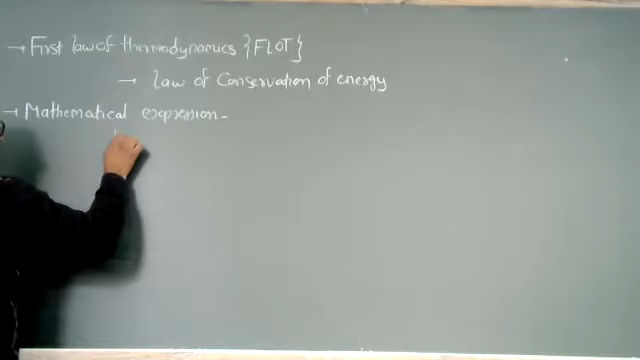 → First law of thermodynamics {FLOT}
→ law of Conservation of energy
→ Mathematical expression -